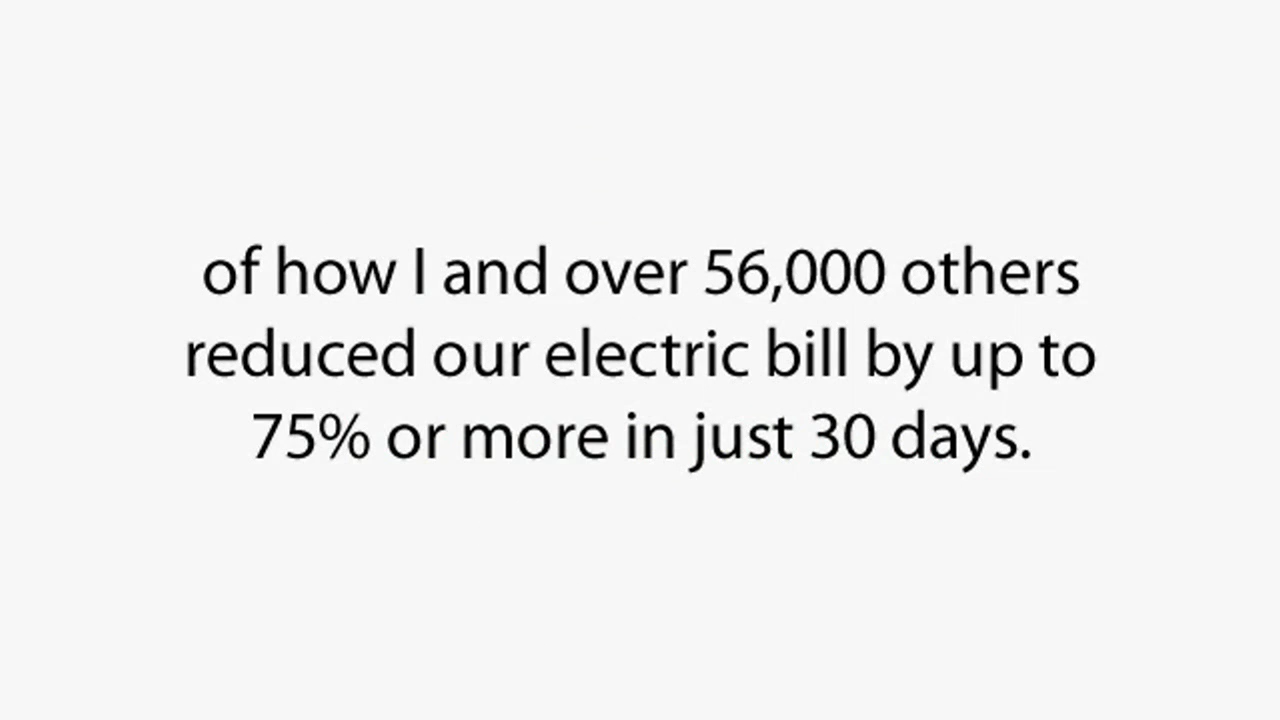 of how I and over 56,000 others
reduced our electric bill by up to
75% or more in just 30 days.